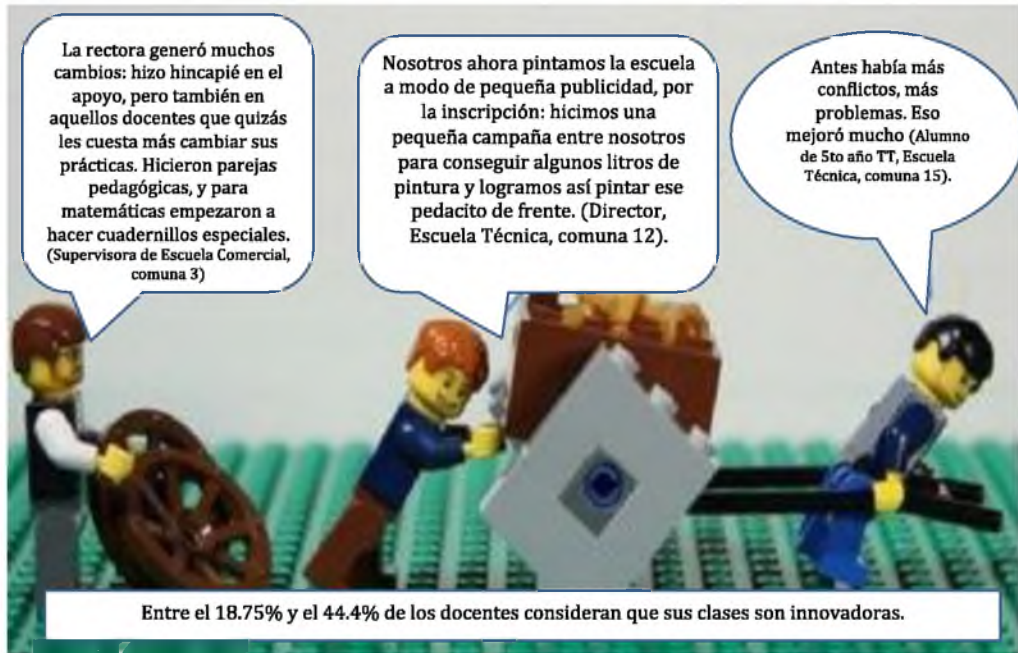 La rectora generó muchos
cambios: hizo hincapié en el
apoyo, pero también en
aquellos docentes que quizás
les cuesta más cambiar sus
prácticas. Hicieron parejas
pedagógicas, y para
matemáticas empezaron a
hacer cuadernillos especiales.
(Supervisora de Escuela Comercial,
comuna 3)
Nosotros ahora pintamos la escuela
a modo de pequeña publicidad, por
la inscripción: hicimos una
pequeña campaña entre nosotros
para conseguir algunos litros de
pintura y logramos así pintar ese
pedacito de frente. (Director,
Escuela Técnica, comuna 12).
Antes había más
conflictos, más
problemas. Eso
mejoró mucho (Alumno
de 5to año TT, Escuela
Técnica, comuna 15).
Entre el 18.75% y el 44.4% de los docentes consideran que sus clases son innovadoras.